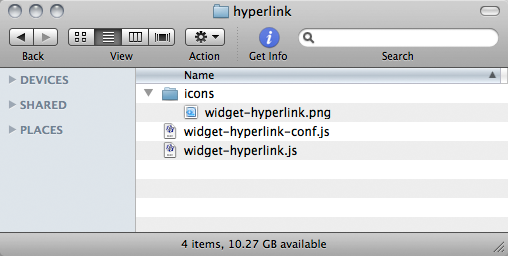 hyperlink
Back
View
Action
Get Info
Search
DEVICES
SHARED
PLACES
Name
icons
widget-hyperlink.png
widget-hyperlink-conf.js
widget-hyperlink.js
4 items, 10.27 GB available